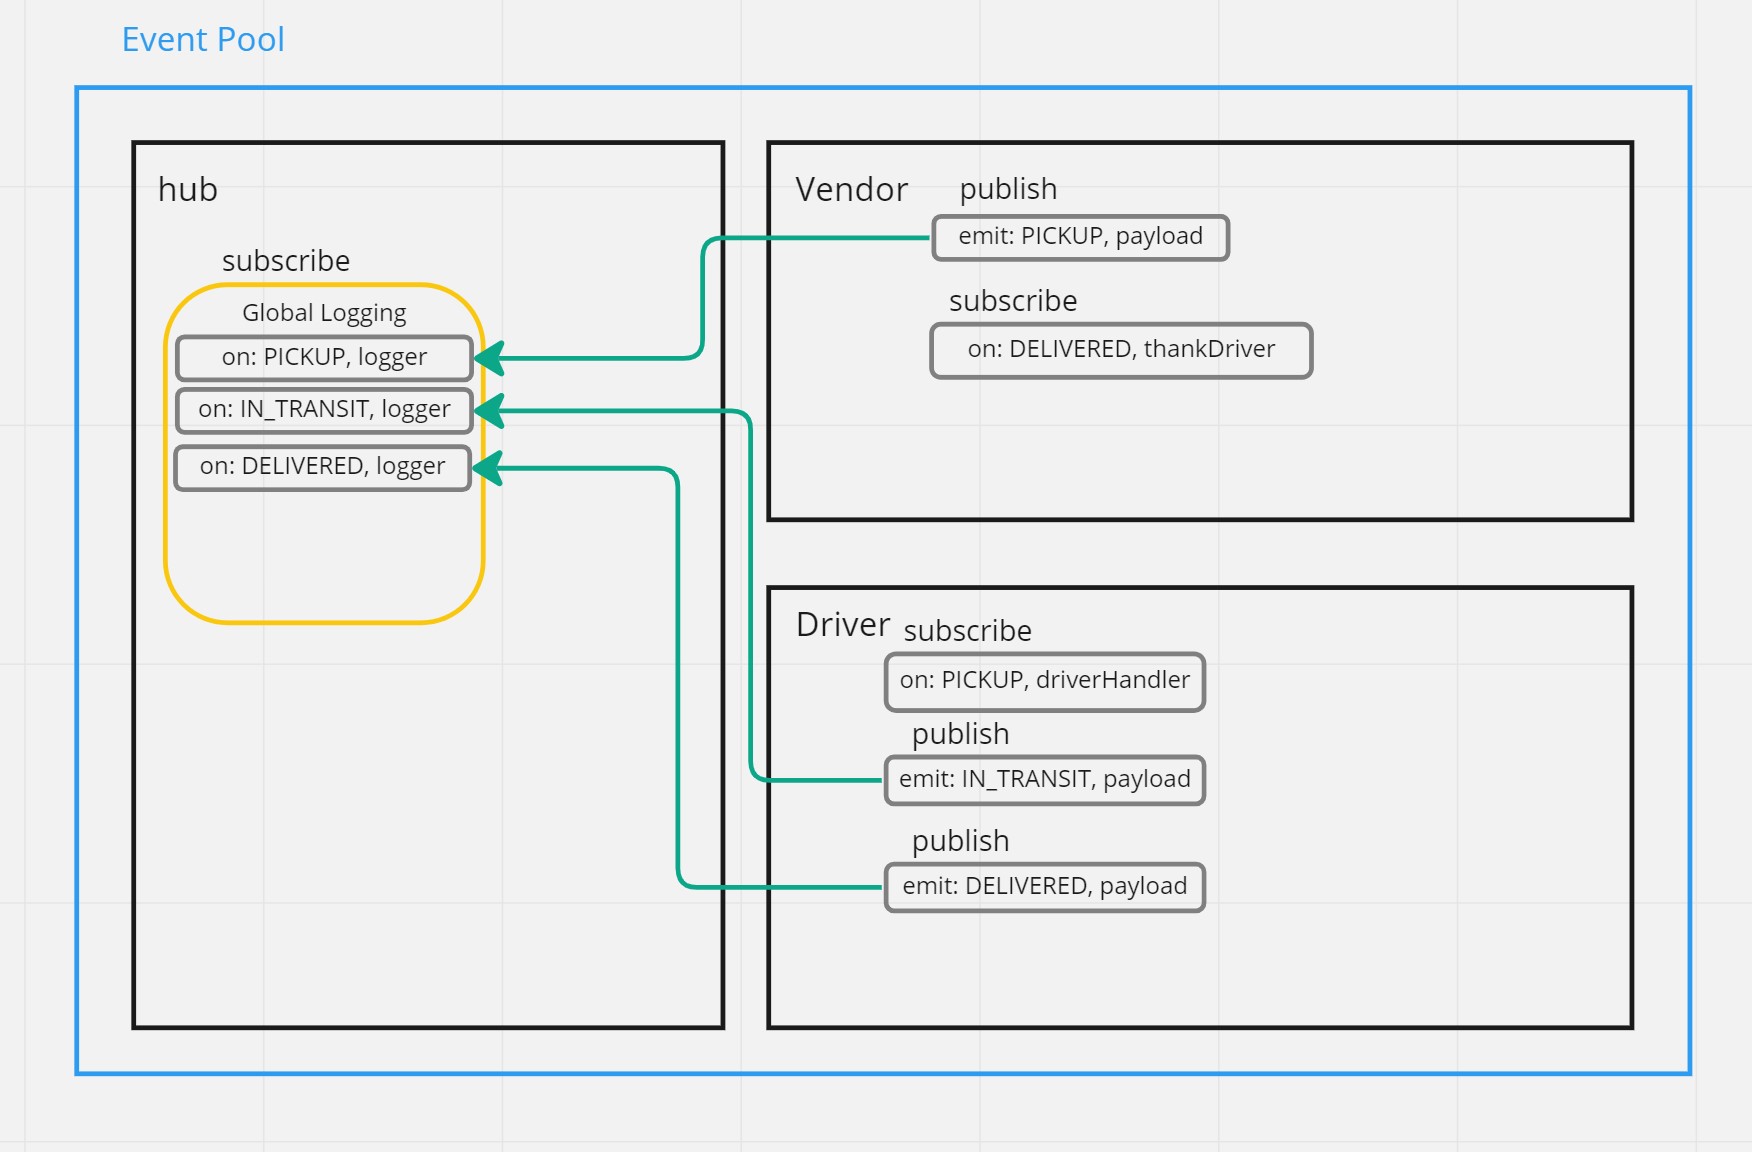 Event Pool
hub
subscribe
Global Logging
on: PICKUP, logger
on: IN_TRANSIT, logger
on: DELIVERED, logger
Vendor
publish
emit: PICKUP, payload
subscribe
on: DELIVERED, thankDriver
Driver
subscribe
on: PICKUP, driverHandler
publish
emit: IN_TRANSIT, payload
publish
emit: DELIVERED, payload